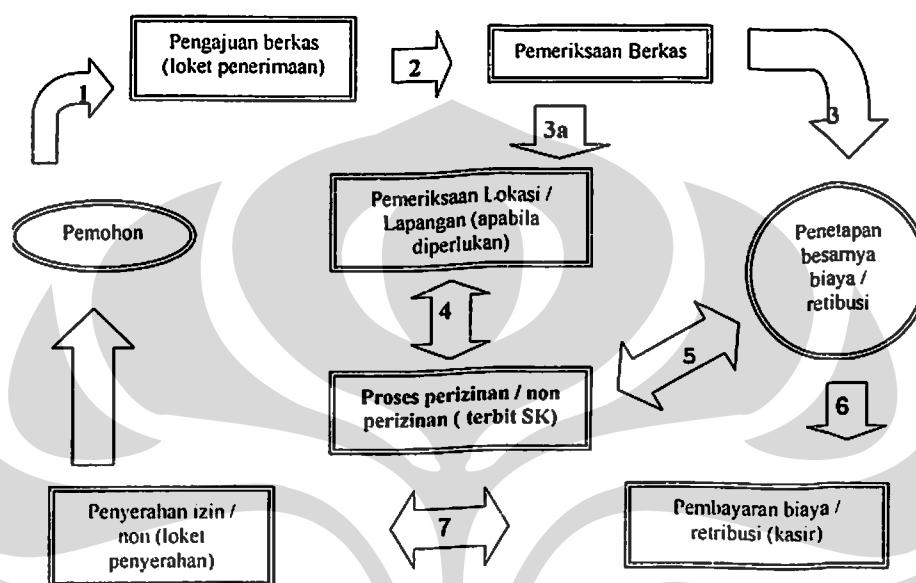 Pengajuan berkas
(loket penerimaan)
2
Pemeriksaan Berkas
1
3
3a
Pemeriksaan Lokasi /
Lapangan (apabila
diperlukan)
Pemohon
Penetapan
besarnya
biaya /
retibusi
4
5
Proses perizinan / non
perizinan ( terbit SK)
6
Penyerahan izin /
non (loket
penyerahan)
7
Pembayaran biaya /
retribusi (kasir)